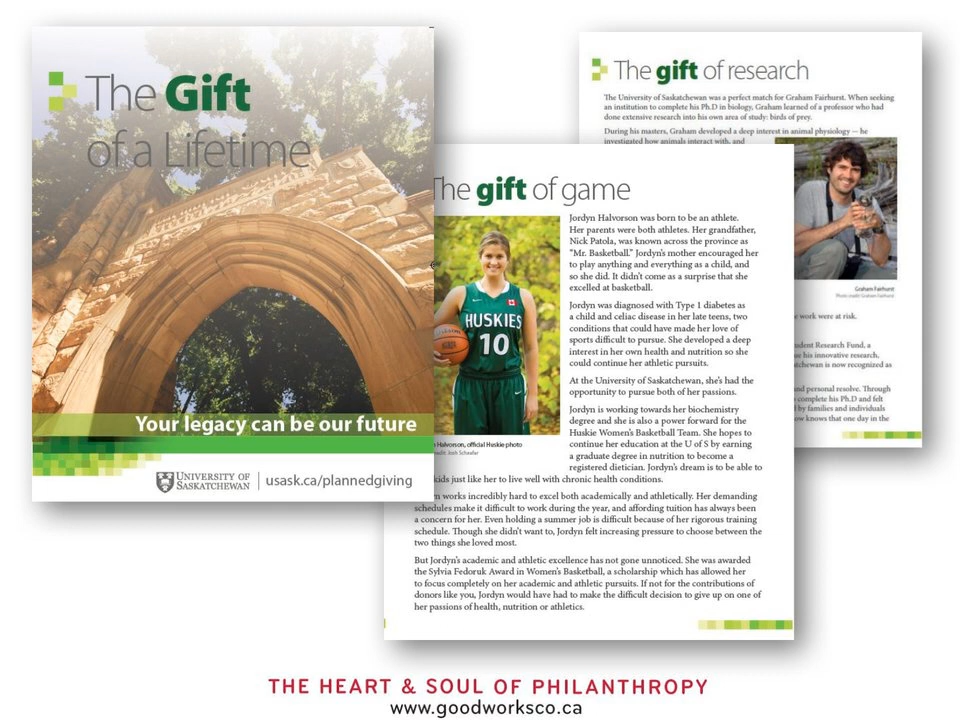 The Gift
of a Lifetime
Your legacy can be our future
UNIVERSITY OF
SASKATCHEWAN
usask.ca/plannedgiving
The gift of research
The University of Saskatchewan was a perfect match for Graham Fairhurst. When seeking
an institution to complete his Ph.D in biology, Graham learned of a professor who had
done extensive research into his own area of study: birds of prey.
During his masters, Graham developed a deep interest in animal physiology — he
investigated how animals interact with, and
Graham Fairhurst
Photo credit: Graham Fairhurst
e work were at risk.
udent Research Fund, a
ue his innovative research,
tchewan is now recognized as
and personal resolve. Through
complete his Ph.D and felt
d by families and individuals
ow knows that one day in the
The gift of game
HUSKIES
10
Halvorson, official Huskie photo
credit: Josh Schaefer
Jordyn Halvorson was born to be an athlete.
Her parents were both athletes. Her grandfather,
Nick Patola, was known across the province as
“Mr. Basketball.” Jordyn’s mother encouraged her
to play anything and everything as a child, and
so she did. It didn’t come as a surprise that she
excelled at basketball.
Jordyn was diagnosed with Type 1 diabetes as
a child and celiac disease in her late teens, two
conditions that could have made her love of
sports difficult to pursue. She developed a deep
interest in her own health and nutrition so she
could continue her athletic pursuits.
At the University of Saskatchewan, she’s had the
opportunity to pursue both of her passions.
Jordyn is working towards her biochemistry
degree and she is also a power forward for the
Huskie Women’s Basketball Team. She hopes to
continue her education at the U of S by earning
a graduate degree in nutrition to become a
registered dietician. Jordyn’s dream is to be able to
kids just like her to live well with chronic health conditions.
works incredibly hard to excel both academically and athletically. Her demanding
schedules make it difficult to work during the year, and affording tuition has always been
a concern for her. Even holding a summer job is difficult because of her rigorous training
schedule. Though she didn’t want to, Jordyn felt increasing pressure to choose between the
two things she loved most.
But Jordyn’s academic and athletic excellence has not gone unnoticed. She was awarded
the Sylvia Fedoruk Award in Women’s Basketball, a scholarship which has allowed her
to focus completely on her academic and athletic pursuits. If not for the contributions of
donors like you, Jordyn would have had to make the difficult decision to give up on one of
her passions of health, nutrition or athletics.
THE HEART & SOUL OF PHILANTHROPY
www.goodworksco.ca